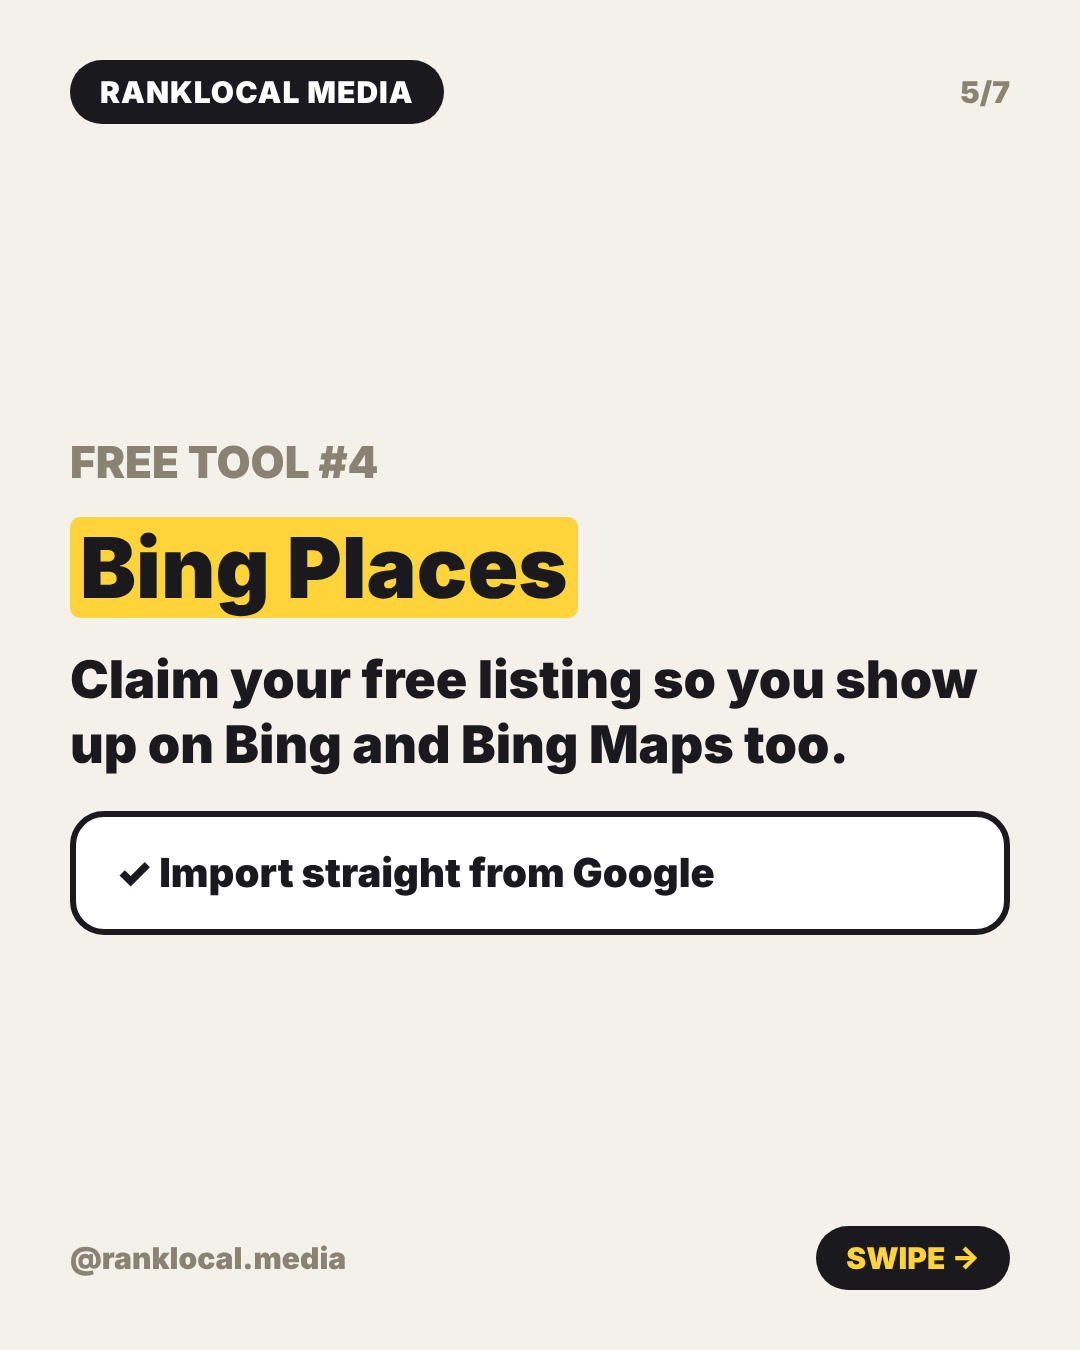 RANKLOCAL MEDIA
5/7
FREE TOOL #4
Bing Places
Claim your free listing so you show
up on Bing and Bing Maps too.
✔ Import straight from Google
@ranklocal.media
SWIPE →